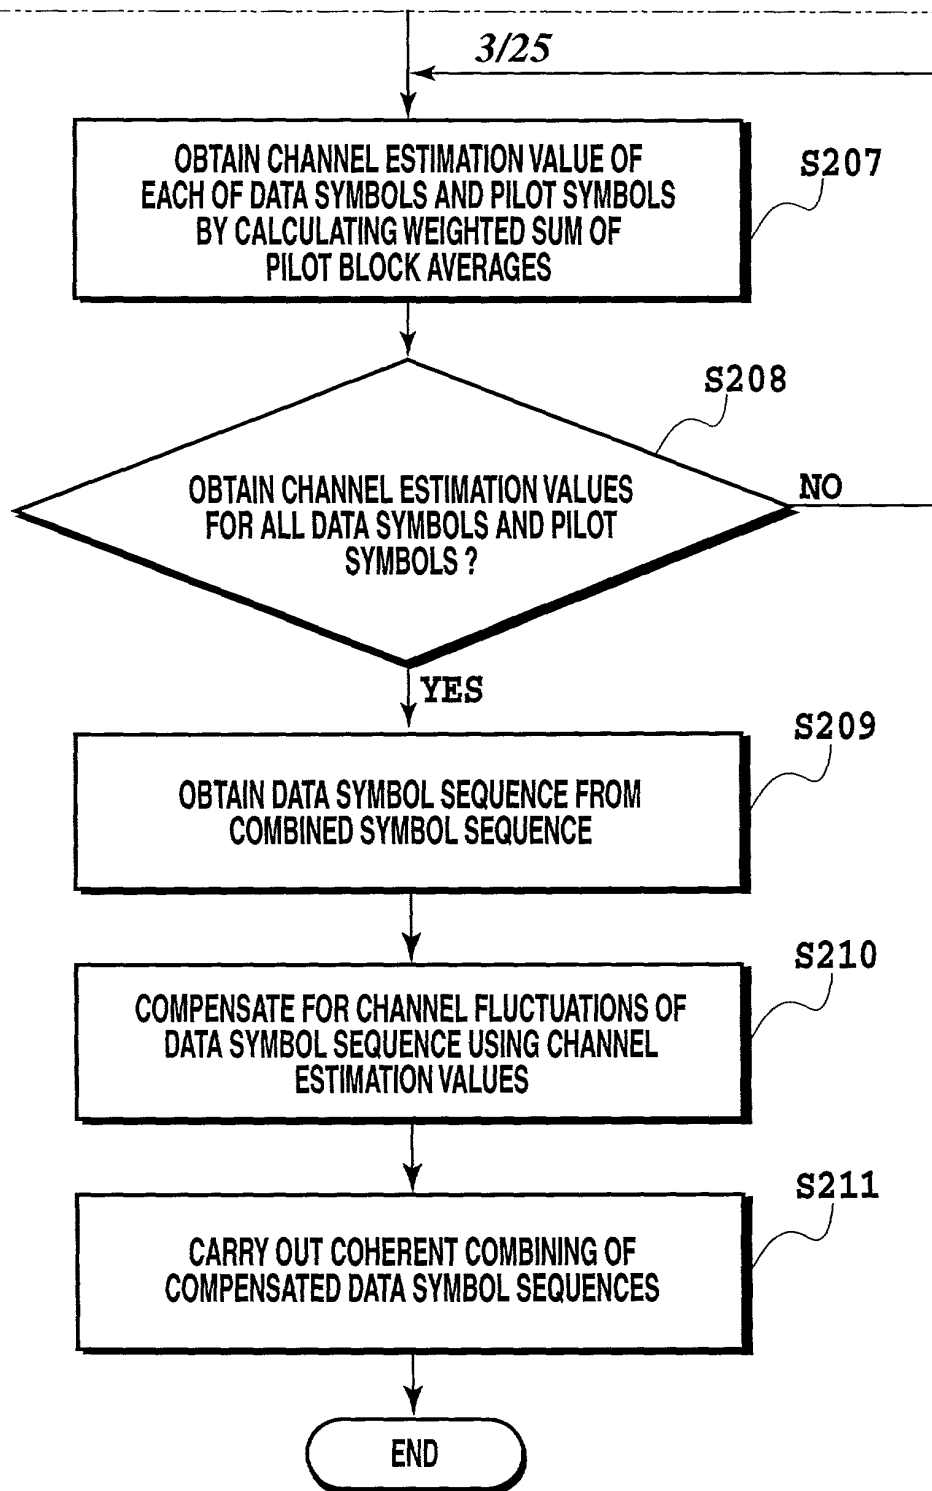 3/25
OBTAIN CHANNEL ESTIMATION VALUE OF
EACH OF DATA SYMBOLS AND PILOT SYMBOLS
BY CALCULATING WEIGHTED SUM OF
PILOT BLOCK AVERAGES
S207
S208
OBTAIN CHANNEL ESTIMATION VALUES
FOR ALL DATA SYMBOLS AND PILOT
SYMBOLS ?
NO
YES
S209
OBTAIN DATA SYMBOL SEQUENCE FROM
COMBINED SYMBOL SEQUENCE
S210
COMPENSATE FOR CHANNEL FLUCTUATIONS OF
DATA SYMBOL SEQUENCE USING CHANNEL
ESTIMATION VALUES
S211
CARRY OUT COHERENT COMBINING OF
COMPENSATED DATA SYMBOL SEQUENCES
END